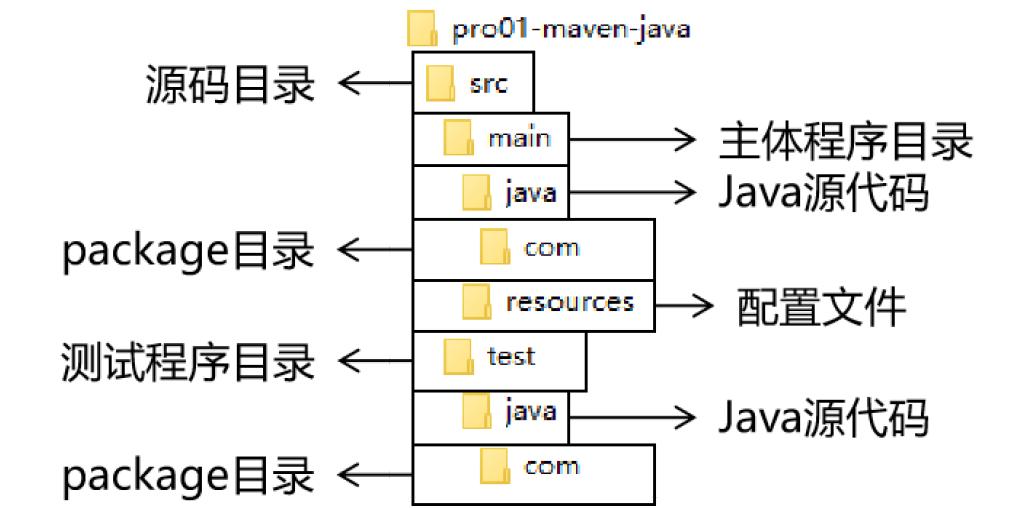 pro01-maven-java
源码目录
src
main
主体程序目录
java
Java源代码
package目录
com
resources
配置文件
测试程序目录
test
java
Java源代码
package目录
com